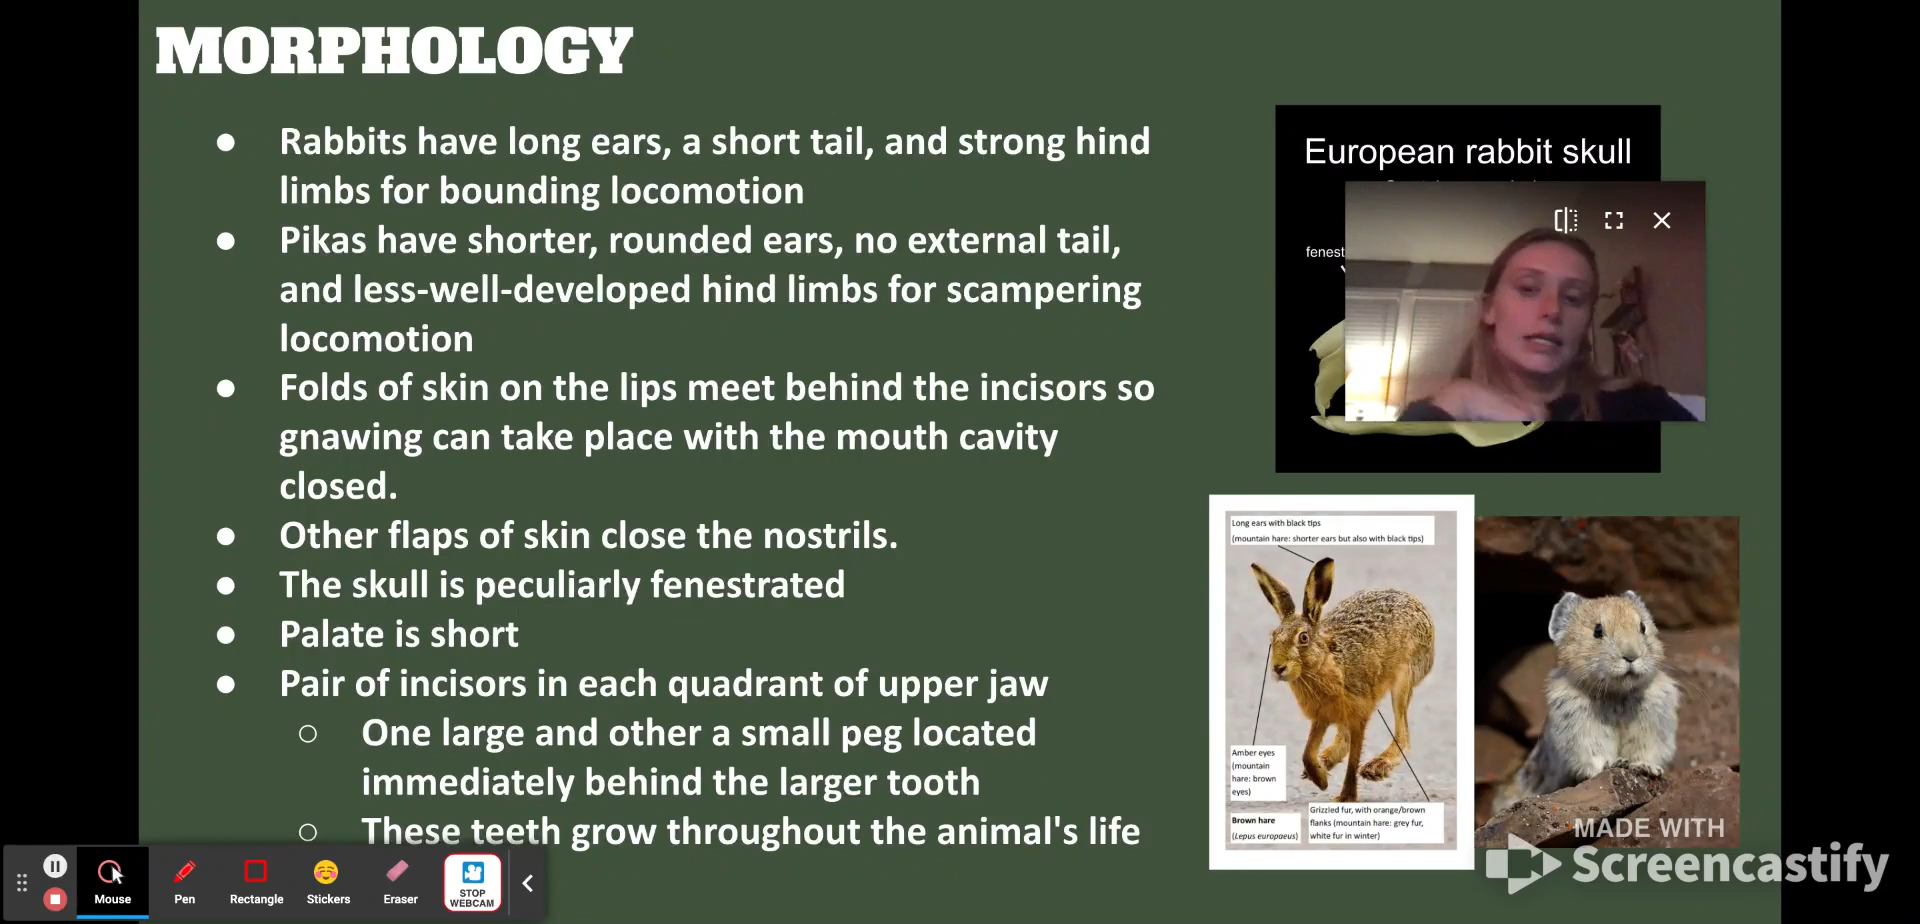 MORPHOLOGY
● Rabbits have long ears, a short tail, and strong hind
limbs for bounding locomotion
● Pikas have shorter, rounded ears, no external tail,
and less-well-developed hind limbs for scampering
locomotion
● Folds of skin on the lips meet behind the incisors so
gnawing can take place with the mouth cavity
closed.
● Other flaps of skin close the nostrils.
● The skull is peculiarly fenestrated
● Palate is short
● Pair of incisors in each quadrant of upper jaw
○ One large and other a small peg located
immediately behind the larger tooth
○ These teeth grow throughout the animal's life
European rabbit skull
fenest
Long ears with black tips
(mountain hare: shorter ears but also with black tips)
Amber eyes
(mountain
hare: brown
eyes)
Brown hare
(Lepus europaeus)
Grizzled fur, with orange/brown
flanks (mountain hare: grey fur,
white fur in winter)
MADE WITH
Screencastify
Mouse
Pen
Rectangle
Stickers
Eraser
STOP
WEBCAM